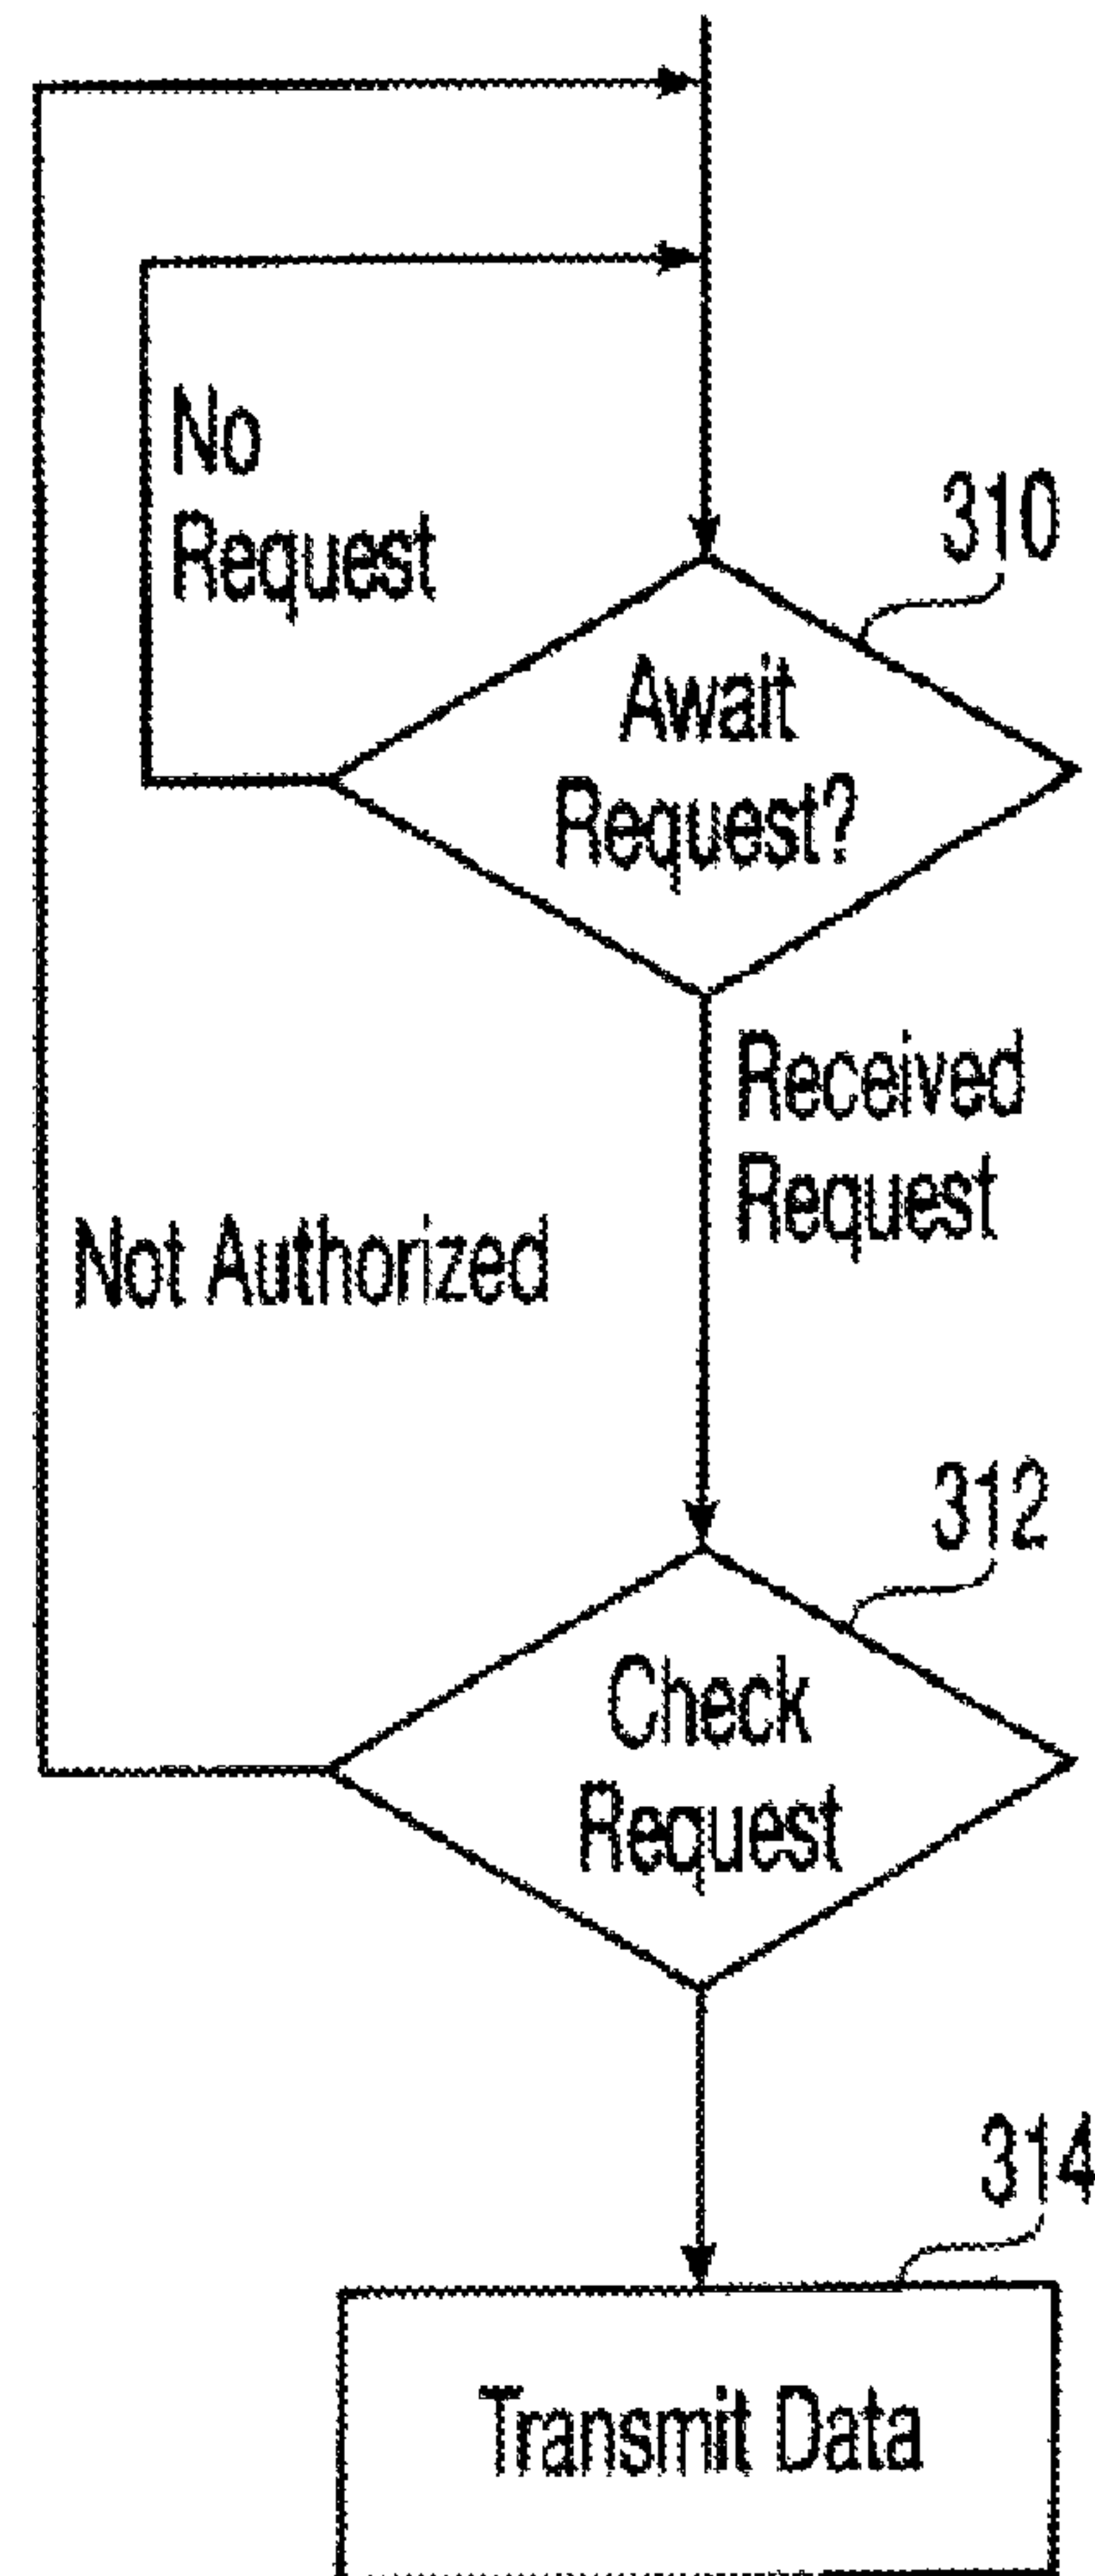 No
Request
310
Await
Request?
Received
Request
Not Authorized
312
Check
Request
314
Transmit Data